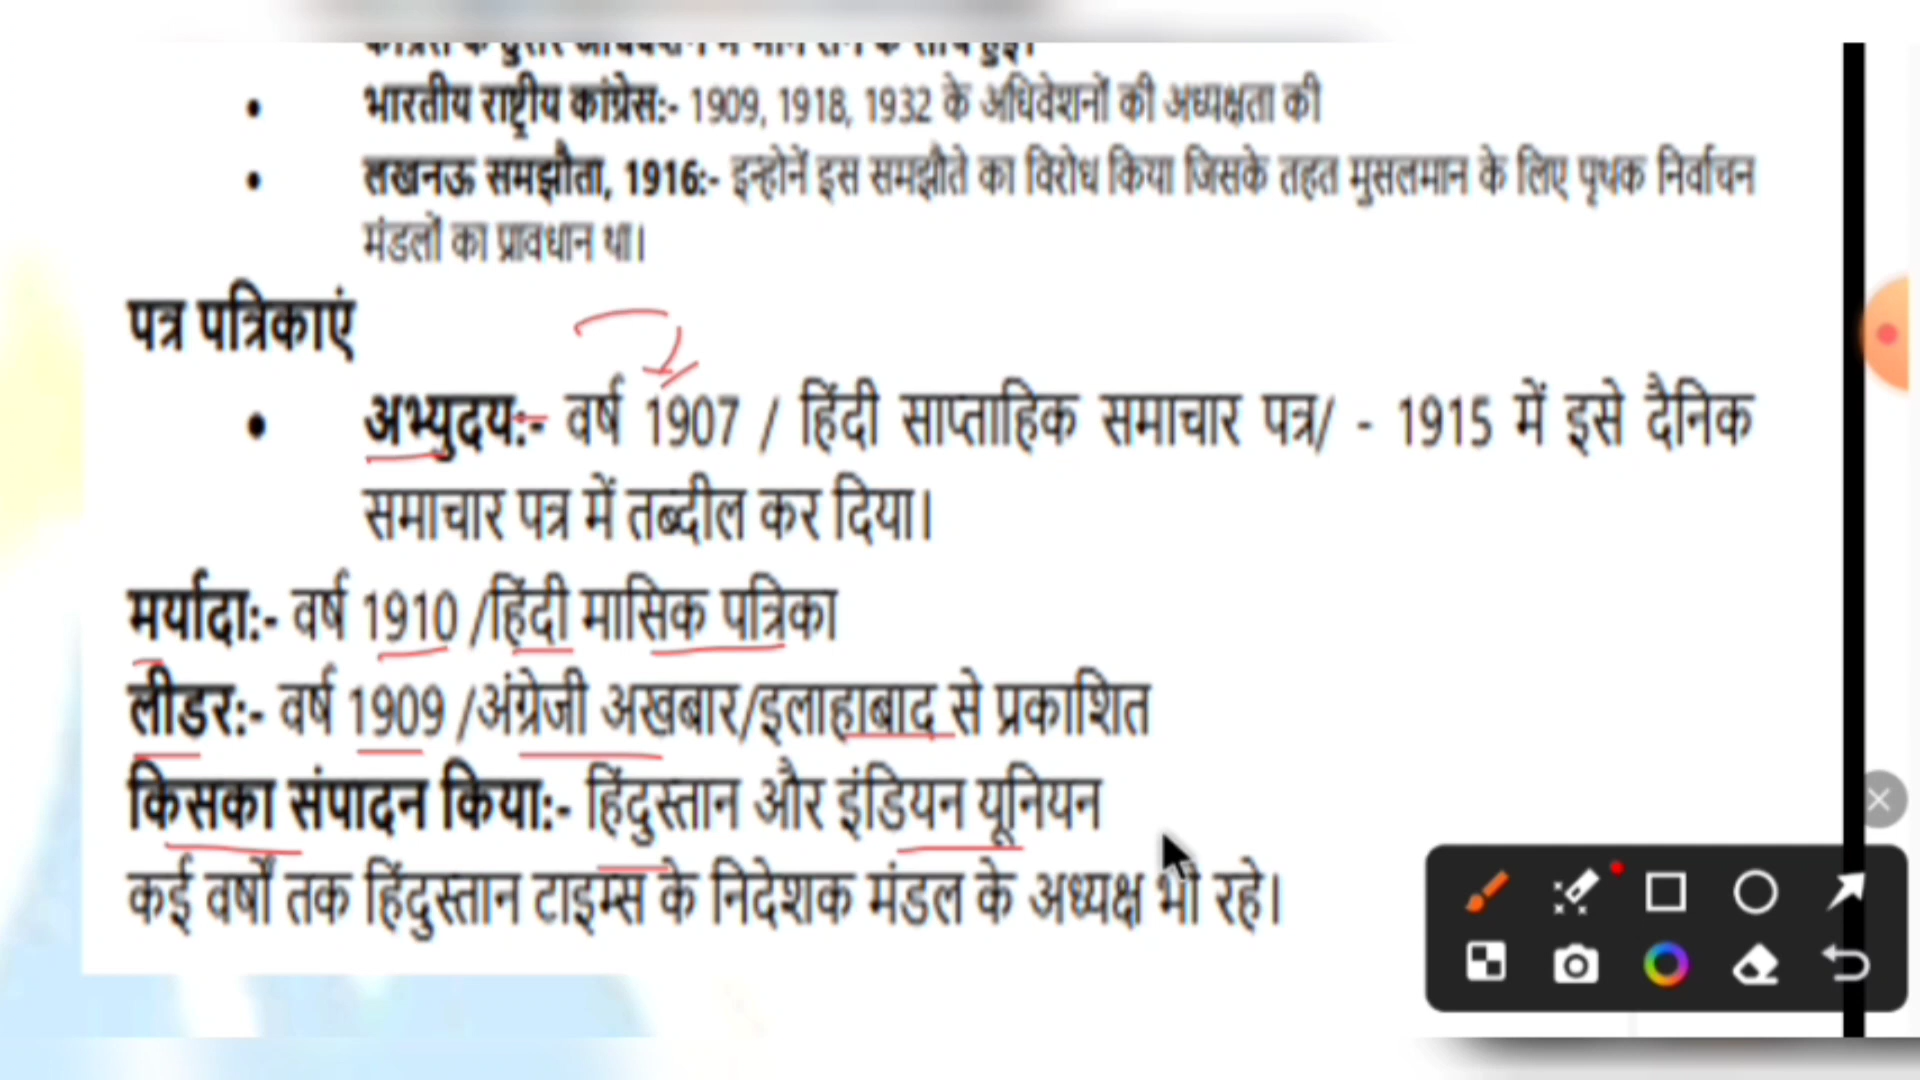 कांग्रेस के दूसरे अधिवेशन में भाग लेने के साथ हुई।
• भारतीय राष्ट्रीय कांग्रेस:- 1909, 1918, 1932 के अधिवेशनों की अध्यक्षता की
• लखनऊ समझौता, 1916:- इन्होनें इस समझौते का विरोध किया जिसके तहत मुसलमान के लिए पृथक निर्वाचन
मंडलों का प्रावधान था।
पत्र पत्रिकाएं
• अभ्युदय:- वर्ष 1907 / हिंदी साप्ताहिक समाचार पत्र/ - 1915 में इसे दैनिक
समाचार पत्र में तब्दील कर दिया।
मर्यादा:- वर्ष 1910 /हिंदी मासिक पत्रिका
लीडर:- वर्ष 1909 /अंग्रेजी अखबार/इलाहाबाद से प्रकाशित
किसका संपादन किया:- हिंदुस्तान और इंडियन यूनियन
कई वर्षों तक हिंदुस्तान टाइम्स के निदेशक मंडल के अध्यक्ष भी रहे।